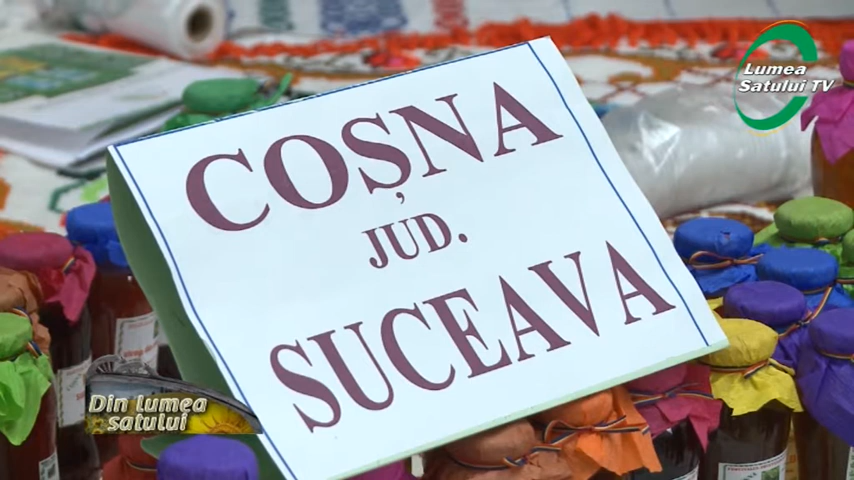 Lumea
Satului TV
COȘNA
JUD.
SUCEAVA
Din lumea
satului